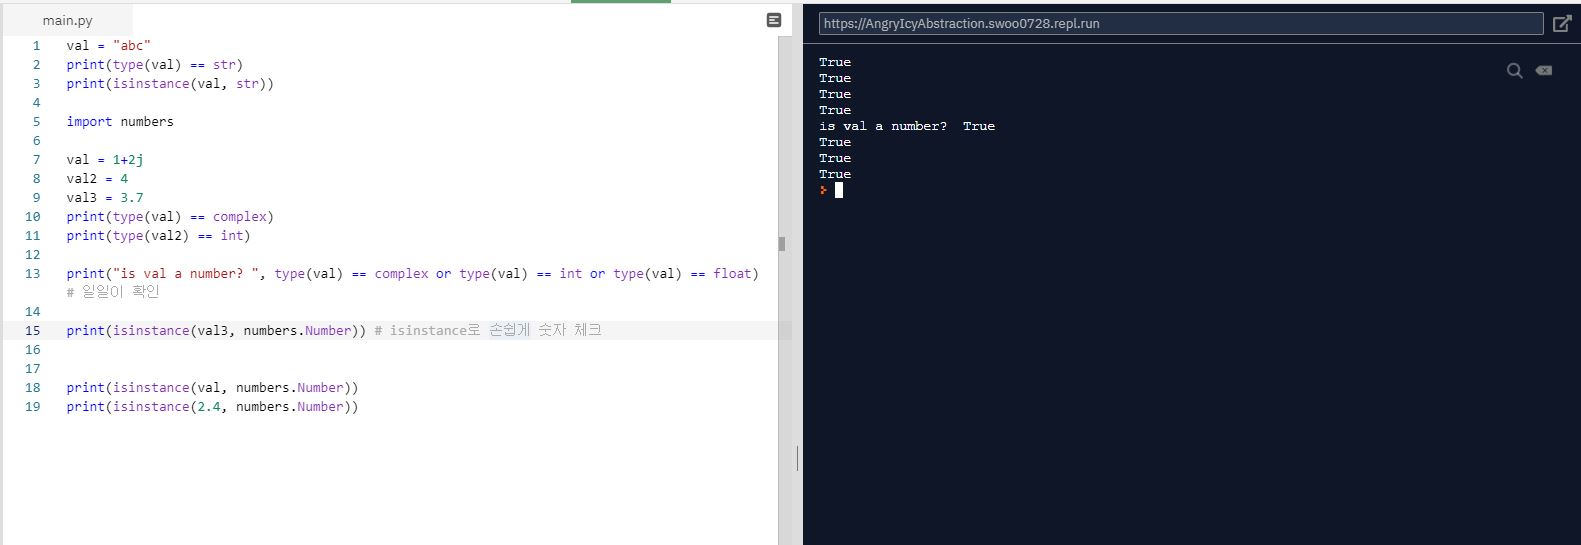 main.py
https://AngryIcyAbstraction.swoo0728.repl.run
1 val = "abc"
2 print(type(val) == str)
3 print(isinstance(val, str))
4
5 import numbers
6
7 val = 1+2j
8 val2 = 4
9 val3 = 3.7
10 print(type(val) == complex)
11 print(type(val2) == int)
12
13 print("is val a number? ", type(val) == complex or type(val) == int or type(val) == float)
# 일일이 확인
14
15 print(isinstance(val3, numbers.Number)) # isinstance로 손쉽게 숫자 체크
16
17
18 print(isinstance(val, numbers.Number))
19 print(isinstance(2.4, numbers.Number))
True
True
True
True
is val a number?  True
True
True
True